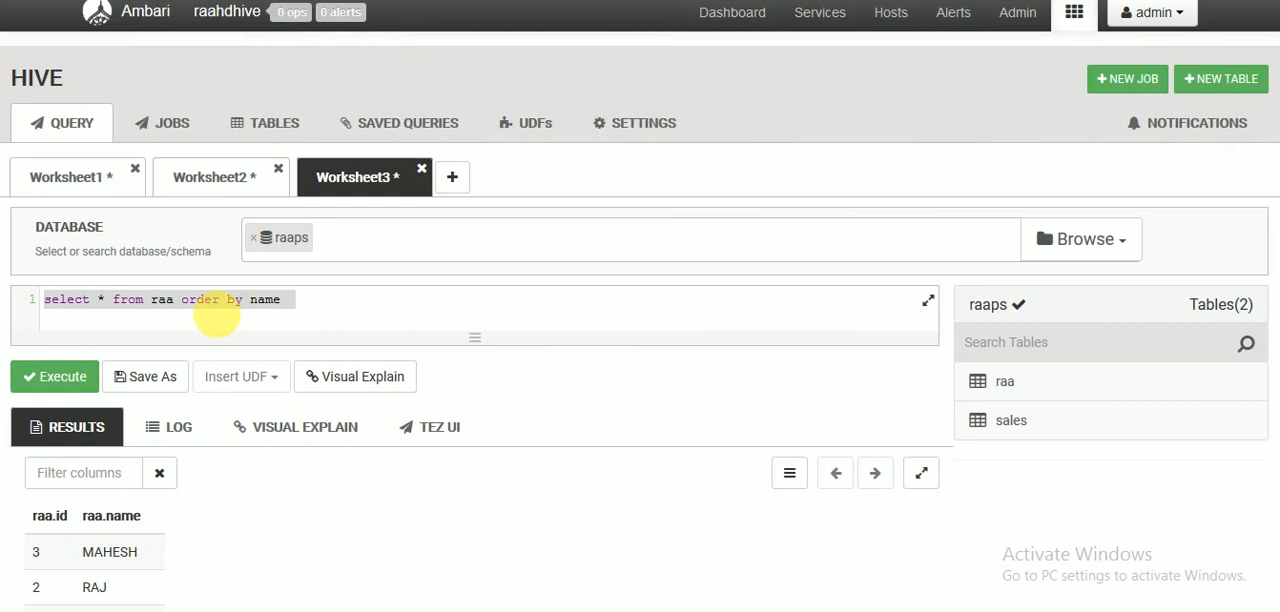 Ambari raahdhive 0 ops 0 alerts Dashboard Services Hosts Alerts Admin admin
HIVE
NEW JOB NEW TABLE
QUERY JOBS TABLES SAVED QUERIES UDFs SETTINGS NOTIFICATIONS
Worksheet1 * Worksheet2 * Worksheet3 *
DATABASE
Select or search database/schema
× raaps
Browse
1 select * from raa order by name
raaps Tables(2)
Search Tables
raa
sales
Execute Save As Insert UDF Visual Explain
RESULTS LOG VISUAL EXPLAIN TEZ UI
Filter columns
raa.id raa.name
3 MAHESH
2 RAJ
Activate Windows
Go to PC settings to activate Windows.